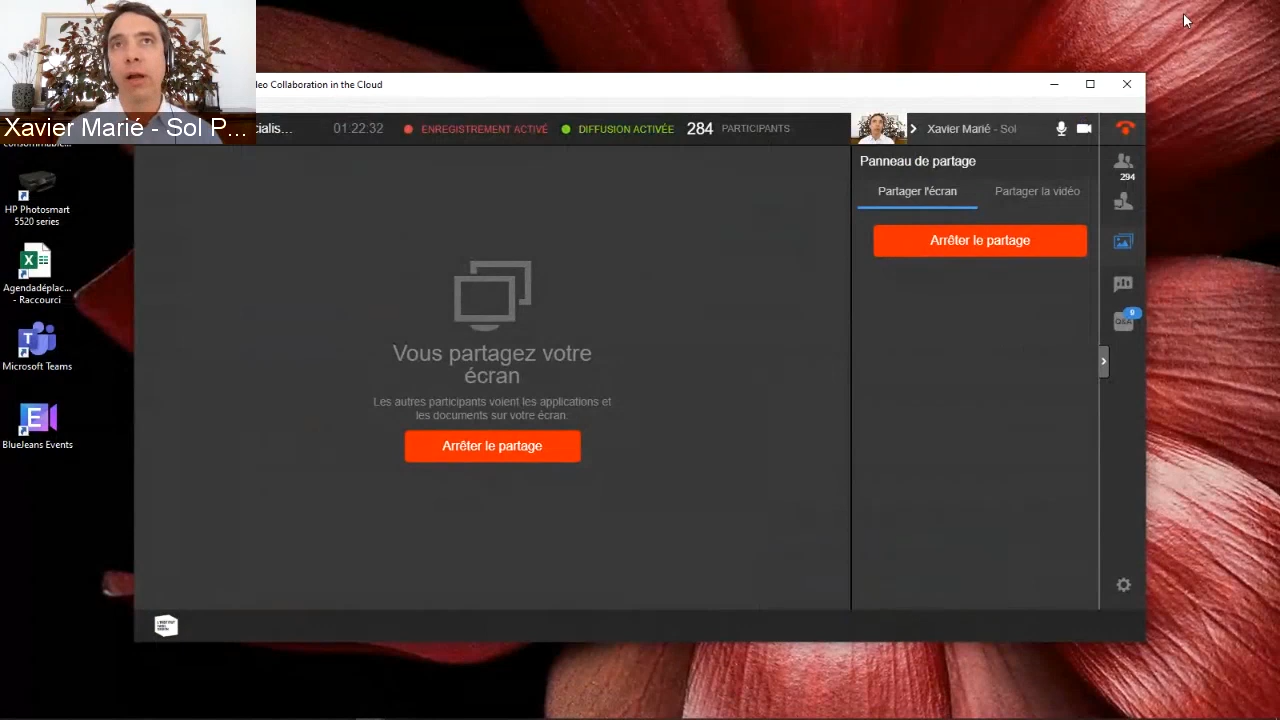 Xavier Marié - Sol P...
deo Collaboration in the Cloud
cialis...
01:22:32
ENREGISTREMENT ACTIVÉ
DIFFUSION ACTIVÉE
284 PARTICIPANTS
Xavier Marié - Sol
Panneau de partage
294
Partager l'écran
Partager la vidéo
Arrêter le partage
HP Photsmart
5520 series
Agendadéplac...
- Raccourci
Microsoft Teams
BlueJeans Events
Q&A
9
Vous partagez votre
écran
Les autres participants voient les applications et
les documents sur votre écran.
Arrêter le partage